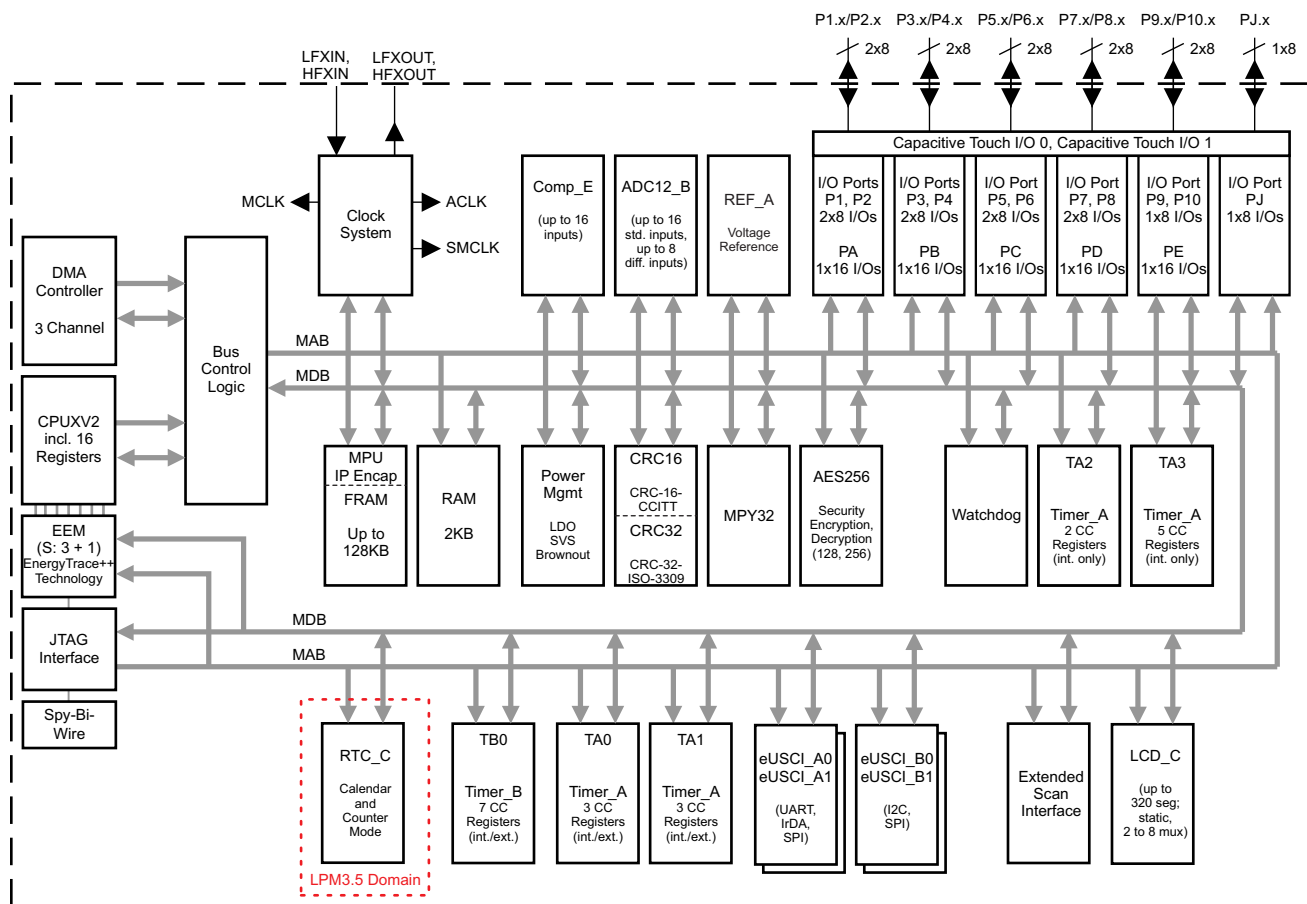 P1.x/P2.x
P3.x/P4.x
P5.x/P6.x
P7.x/P8.x
P9.x/P10.x
PJ.x
2x8
2x8
2x8
2x8
2x8
1x8
LFXIN,
HFXIN
LFXOUT,
HFXOUT
Capacitive Touch I/O 0, Capacitive Touch I/O 1
MCLK
Clock
System
ACLK
SMCLK
Comp_E
(up to 16
inputs)
ADC12_B
(up to 16
std. inputs,
up to 8
diff. inputs)
REF_A
Voltage
Reference
I/O Ports
P1, P2
2x8 I/Os
PA
1x16 I/Os
I/O Ports
P3, P4
2x8 I/Os
PB
1x16 I/Os
I/O Port
P5, P6
2x8 I/Os
PC
1x16 I/Os
I/O Port
P7, P8
2x8 I/Os
PD
1x16 I/Os
I/O Port
P9, P10
1x8 I/Os
PE
1x16 I/Os
I/O Port
PJ
1x8 I/Os
DMA
Controller
3 Channel
Bus
Control
Logic
MAB
MDB
CPUXV2
incl. 16
Registers
MPU
IP Encap
FRAM
Up to
128KB
RAM
2KB
Power
Mgmt
LDO
SVS
Brownout
CRC16
CRC-16-
CCITT
CRC32
CRC-32-
ISO-3309
MPY32
AES256
Security
Encryption,
Decryption
(128, 256)
Watchdog
TA2
Timer_A
2 CC
Registers
(int. only)
TA3
Timer_A
5 CC
Registers
(int. only)
EEM
(S: 3 + 1)
EnergyTrace++
Technology
MDB
JTAG
Interface
MAB
Spy-Bi-
Wire
RTC_C
Calendar
and
Counter
Mode
LPM3.5 Domain
TB0
Timer_B
7 CC
Registers
(int./ext.)
TA0
Timer_A
3 CC
Registers
(int./ext.)
TA1
Timer_A
3 CC
Registers
(int./ext.)
eUSCI_A0
eUSCI_A1
(UART,
IrDA,
SPI)
eUSCI_B0
eUSCI_B1
(I2C,
SPI)
Extended
Scan
Interface
LCD_C
(up to
320 seg;
static,
2 to 8 mux)